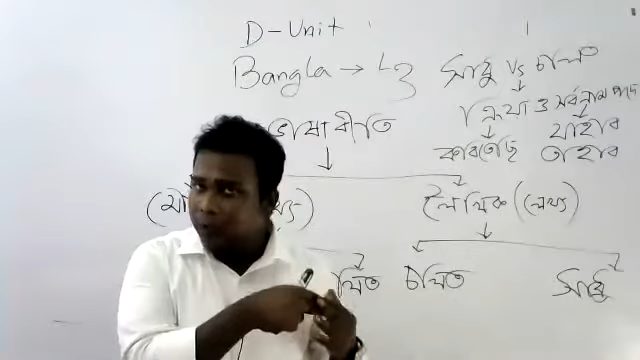 D-Unit
Bangla → L3
সাধু vs চলিত
ক্রিয়া ও সর্বনাম পদে
ভাষারীতি
যাহার
করিতেছি তাহার
লৈখিক (লেখ্য)
চলিত
সাধু